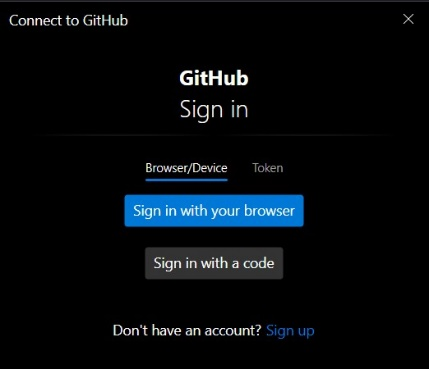 Connect to GitHub
GitHub
Sign in
Browser/Device Token
Sign in with your browser
Sign in with a code
Don't have an account? Sign up